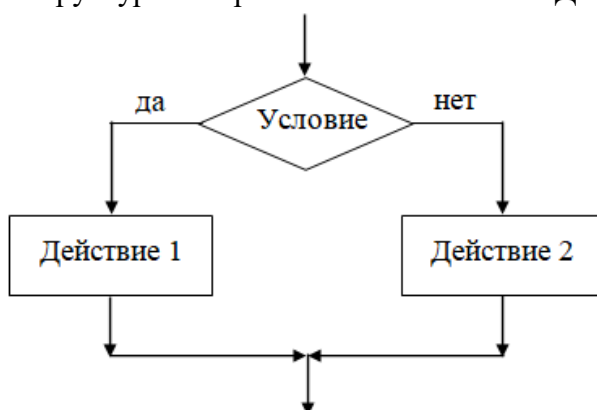 да
Условие
нет
Действие 1
Действие 2